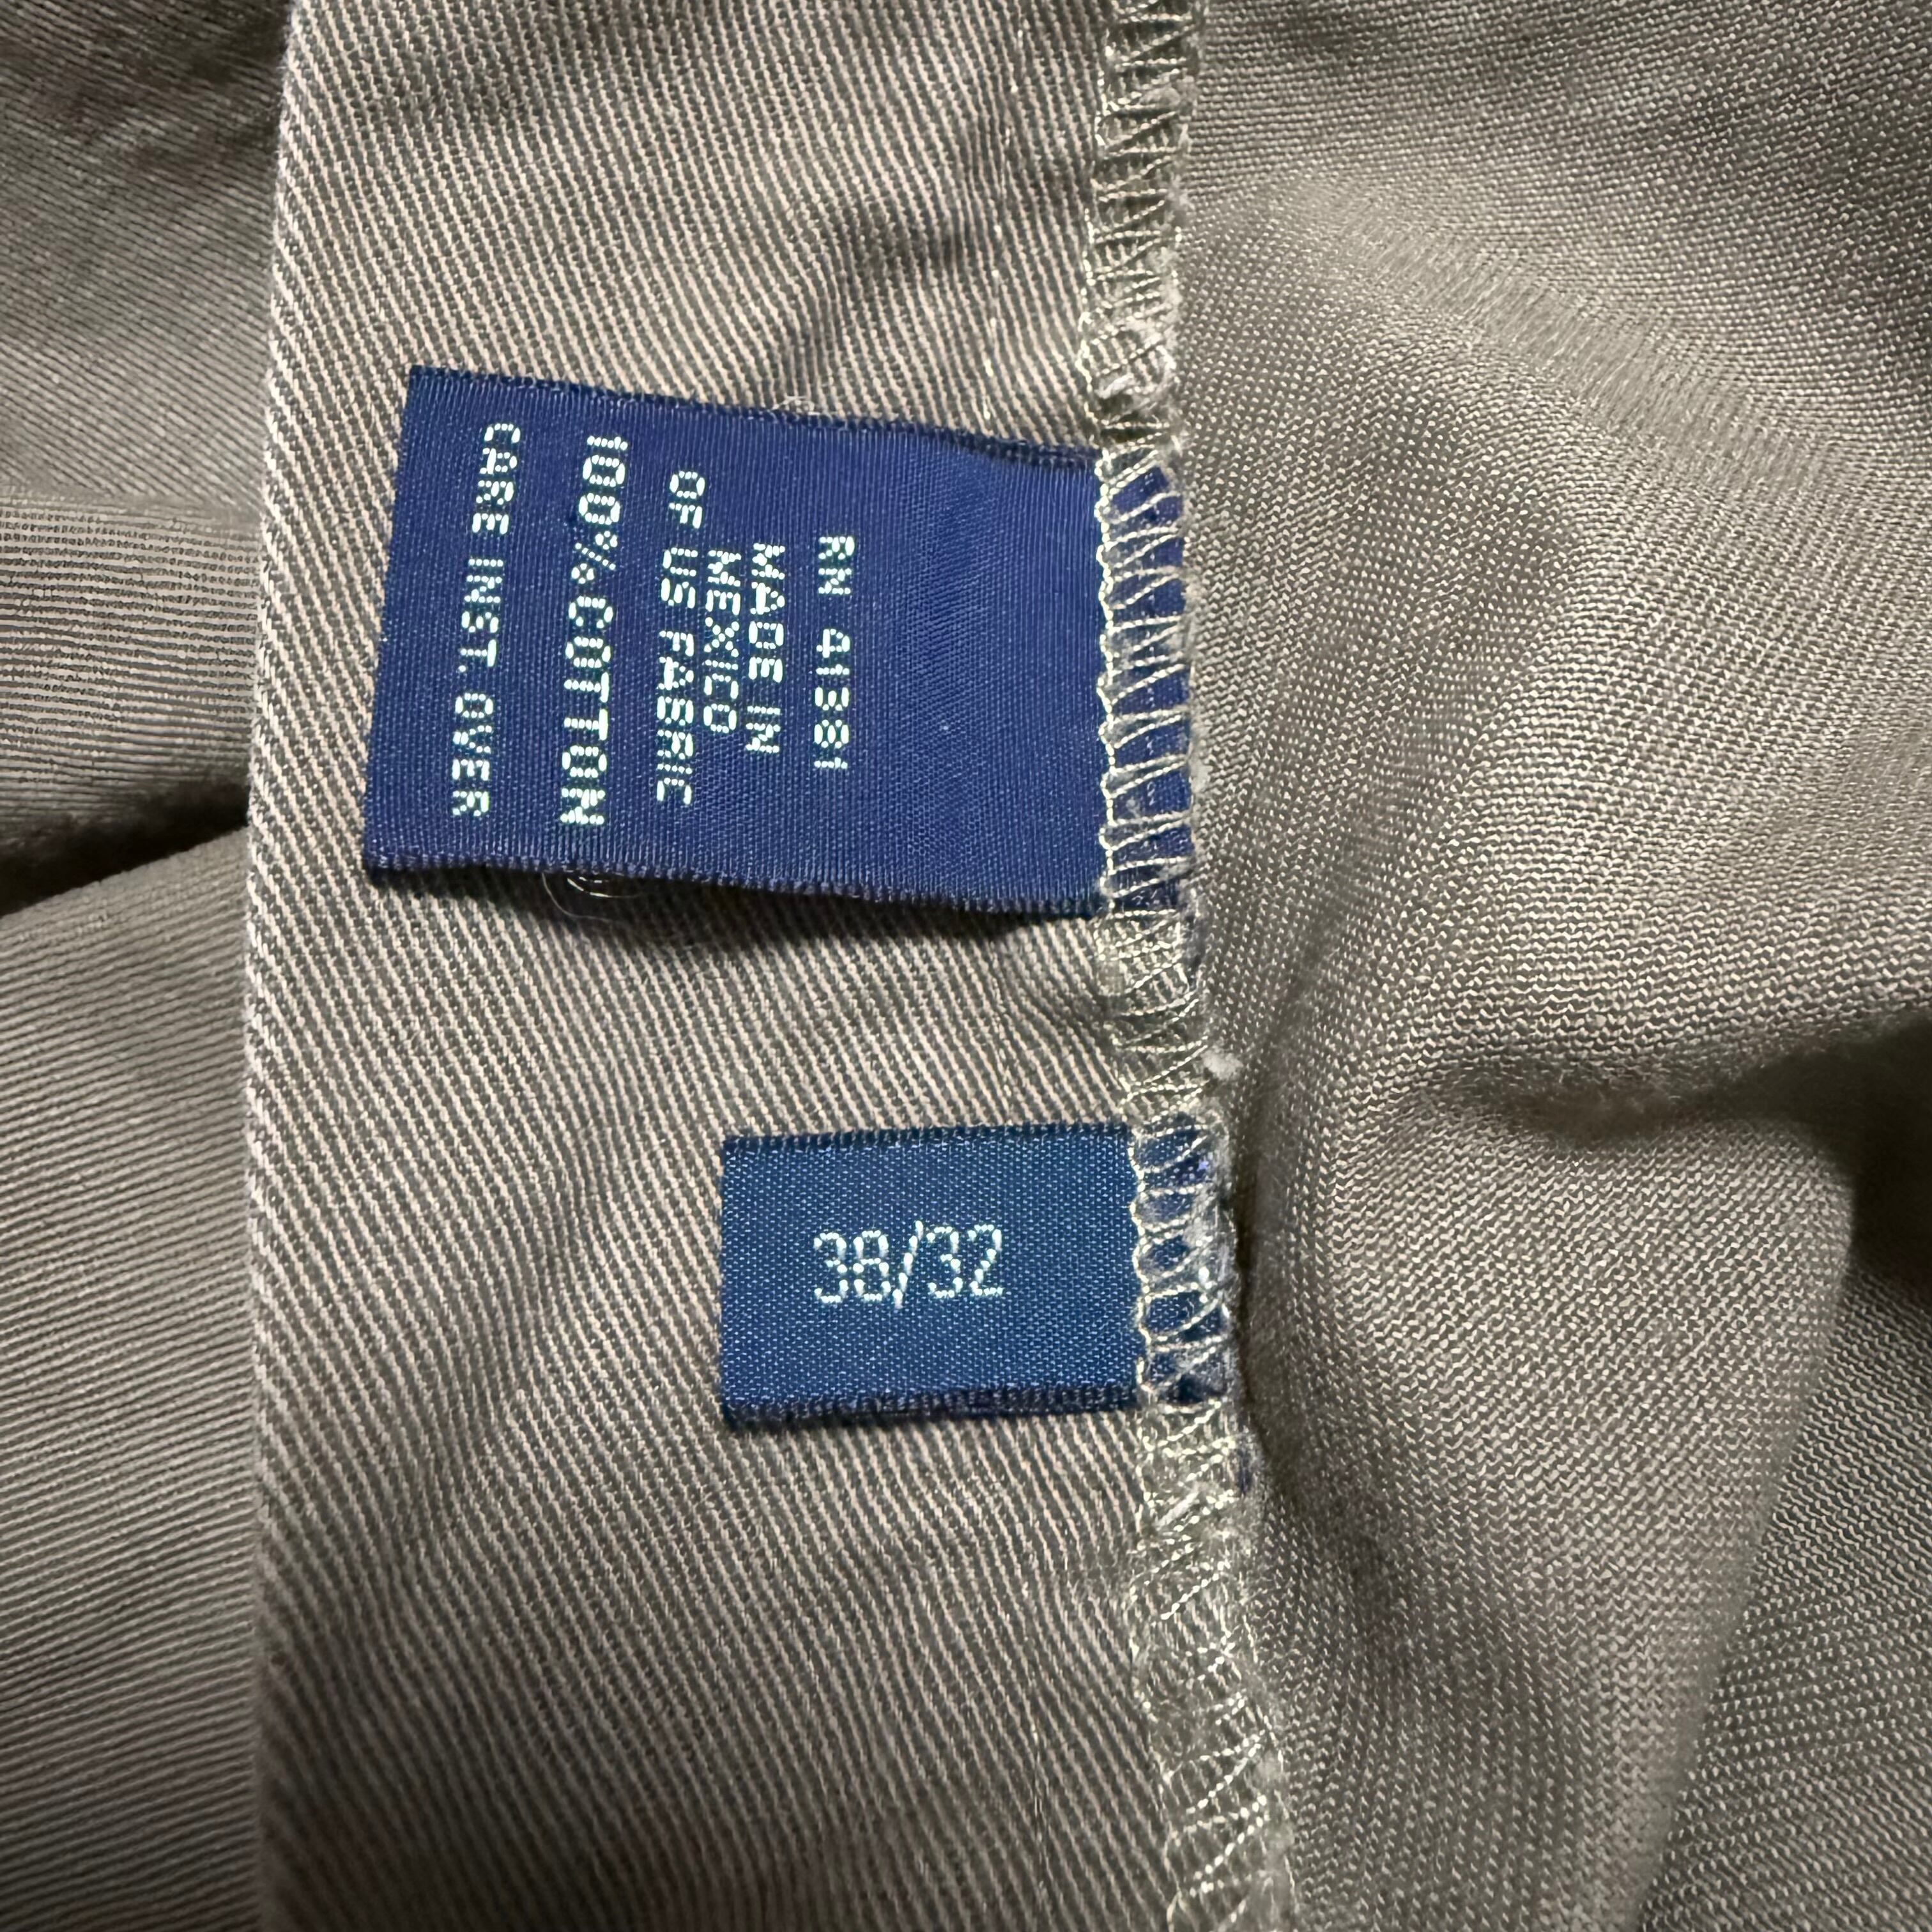 RN 41381
MADE IN
MEXICO
OF US FABRIC
100% COTTON
CARE INST. OVER
38/32